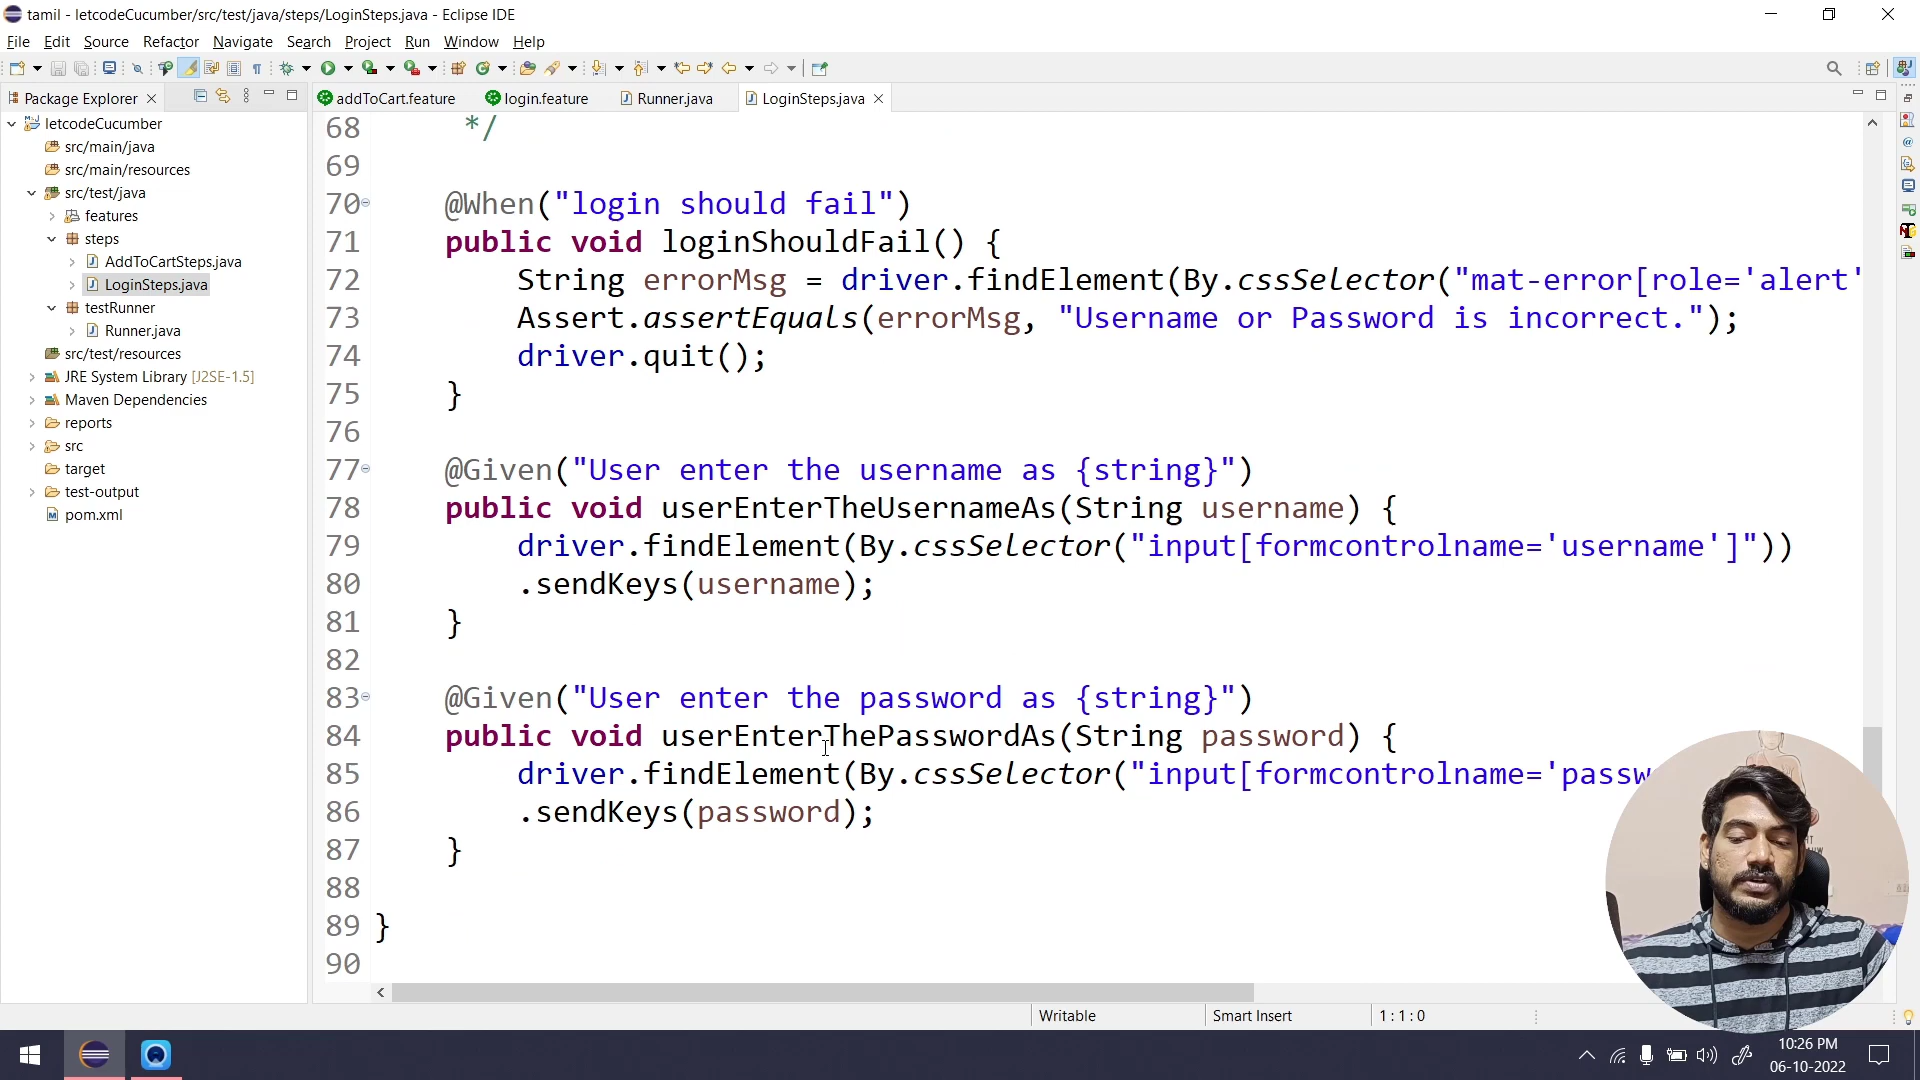 tamil - letcodeCucumber/src/test/java/steps/LoginSteps.java - Eclipse IDE
File Edit Source Refactor Navigate Search Project Run Window Help
Package Explorer
addToCart.feature login.feature Runner.java LoginSteps.java
letcodeCucumber
src/main/java
src/main/resources
src/test/java
features
steps
AddToCartSteps.java
LoginSteps.java
testRunner
Runner.java
src/test/resources
JRE System Library [J2SE-1.5]
Maven Dependencies
reports
src
target
test-output
pom.xml
68 */
69
70 @When("login should fail")
71 public void loginShouldFail() {
72 String errorMsg = driver.findElement(By.cssSelector("mat-error[role='alert'
73 Assert.assertEquals(errorMsg, "Username or Password is incorrect.");
74 driver.quit();
75 }
76
77 @Given("User enter the username as {string}")
78 public void userEnterTheUsernameAs(String username) {
79 driver.findElement(By.cssSelector("input[formcontrolname='username']"))
80 .sendKeys(username);
81 }
82
83 @Given("User enter the password as {string}")
84 public void userEnterThePasswordAs(String password) {
85 driver.findElement(By.cssSelector("input[formcontrolname='passw
86 .sendKeys(password);
87 }
88
89 }
90
Writable Smart Insert 1 : 1 : 0
10:26 PM
06-10-2022